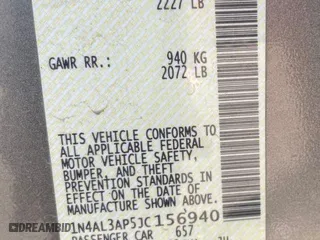 2227 LB
GAWR RR.: 940 KG
2072 LB
THIS VEHICLE CONFORMS TO
ALL APPLICABLE FEDERAL
MOTOR VEHICLE SAFETY,
BUMPER, AND THEFT
PREVENTION STANDARDS IN
EFFECT ON THE DATE OF
MANUFACTURE SHOWN ABOVE.
1N4AL3AP5JC156940
PASSENGER CAR 657
DREAMBID